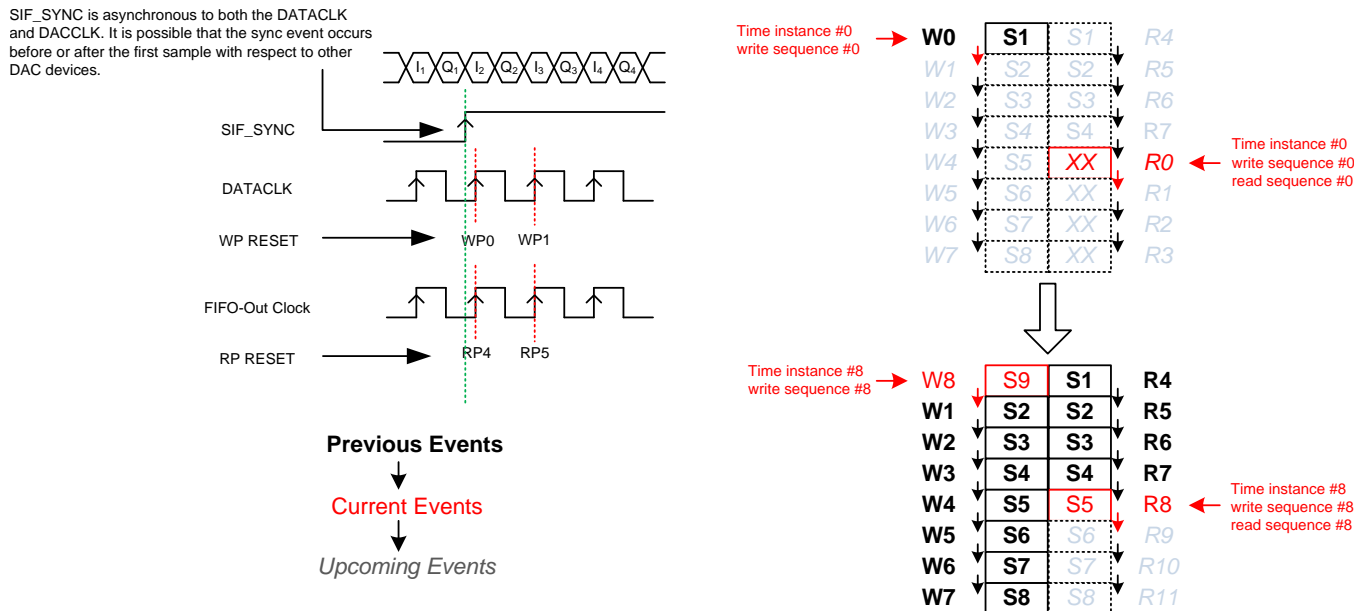 SIF_SYNC is asynchronous to both the DATACLK
and DACCLK. It is possible that the sync event occurs
before or after the first sample with respect to other
DAC devices.
I1 Q1 I2 Q2 I3 Q3 I4 Q4
SIF_SYNC
DATACLK
WP RESET WP0 WP1
FIFO-Out Clock
RP RESET RP4 RP5
Previous Events
Current Events
Upcoming Events
Time instance #0
write sequence #0
W0 S1 S1 R4
W1 S2 S2 R5
W2 S3 S3 R6
W3 S4 S4 R7
W4 S5 XX R0
W5 S6 XX R1
W6 S7 XX R2
W7 S8 XX R3
Time instance #0
write sequence #0
read sequence #0
Time instance #8
write sequence #8
W8 S9 S1 R4
W1 S2 S2 R5
W2 S3 S3 R6
W3 S4 S4 R7
W4 S5 S5 R8
W5 S6 S6 R9
W6 S7 S7 R10
W7 S8 S8 R11
Time instance #8
write sequence #8
read sequence #8